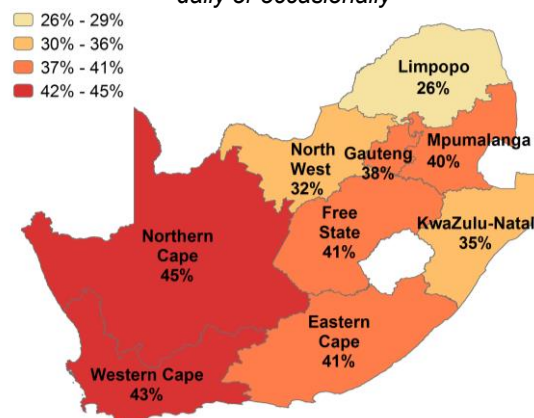 daily or occasionally
26% - 29%
30% - 36%
37% - 41%
42% - 45%
Limpopo
26%
Mpumalanga
40%
North
West
32%
Gauteng
38%
Free
State
41%
KwaZulu-Natal
35%
Northern
Cape
45%
Eastern
Cape
41%
Western Cape
43%